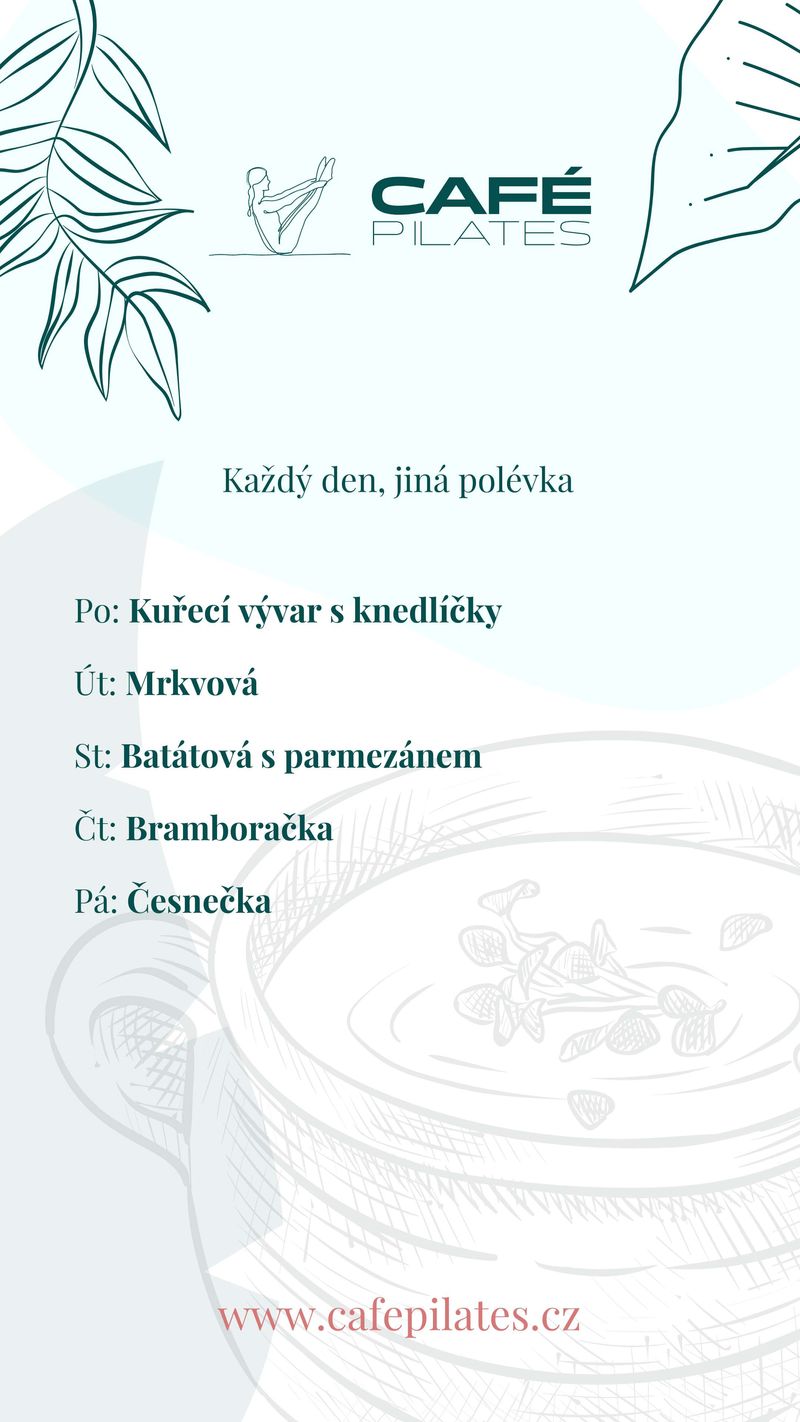 CAFÉ
PILATES
Každý den, jiná polévka
Po: Kuřecí vývar s knedlíčky
Út: Mrkvová
St: Batátová s parmezánem
Čt: Bramboračka
Pá: Česnečka
www.cafepilates.cz